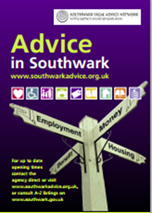 SOUTHWARK LEGAL ADVICE NETWORK
Advice
in Southwark
www.southwarkadvice.org.uk
Employment
Money
Benefits
Housing
For up to date
opening times
contact the
agency direct or visit
www.southwarkadvice.org.uk,
or consult A-Z listings on
www.southwark.gov.uk